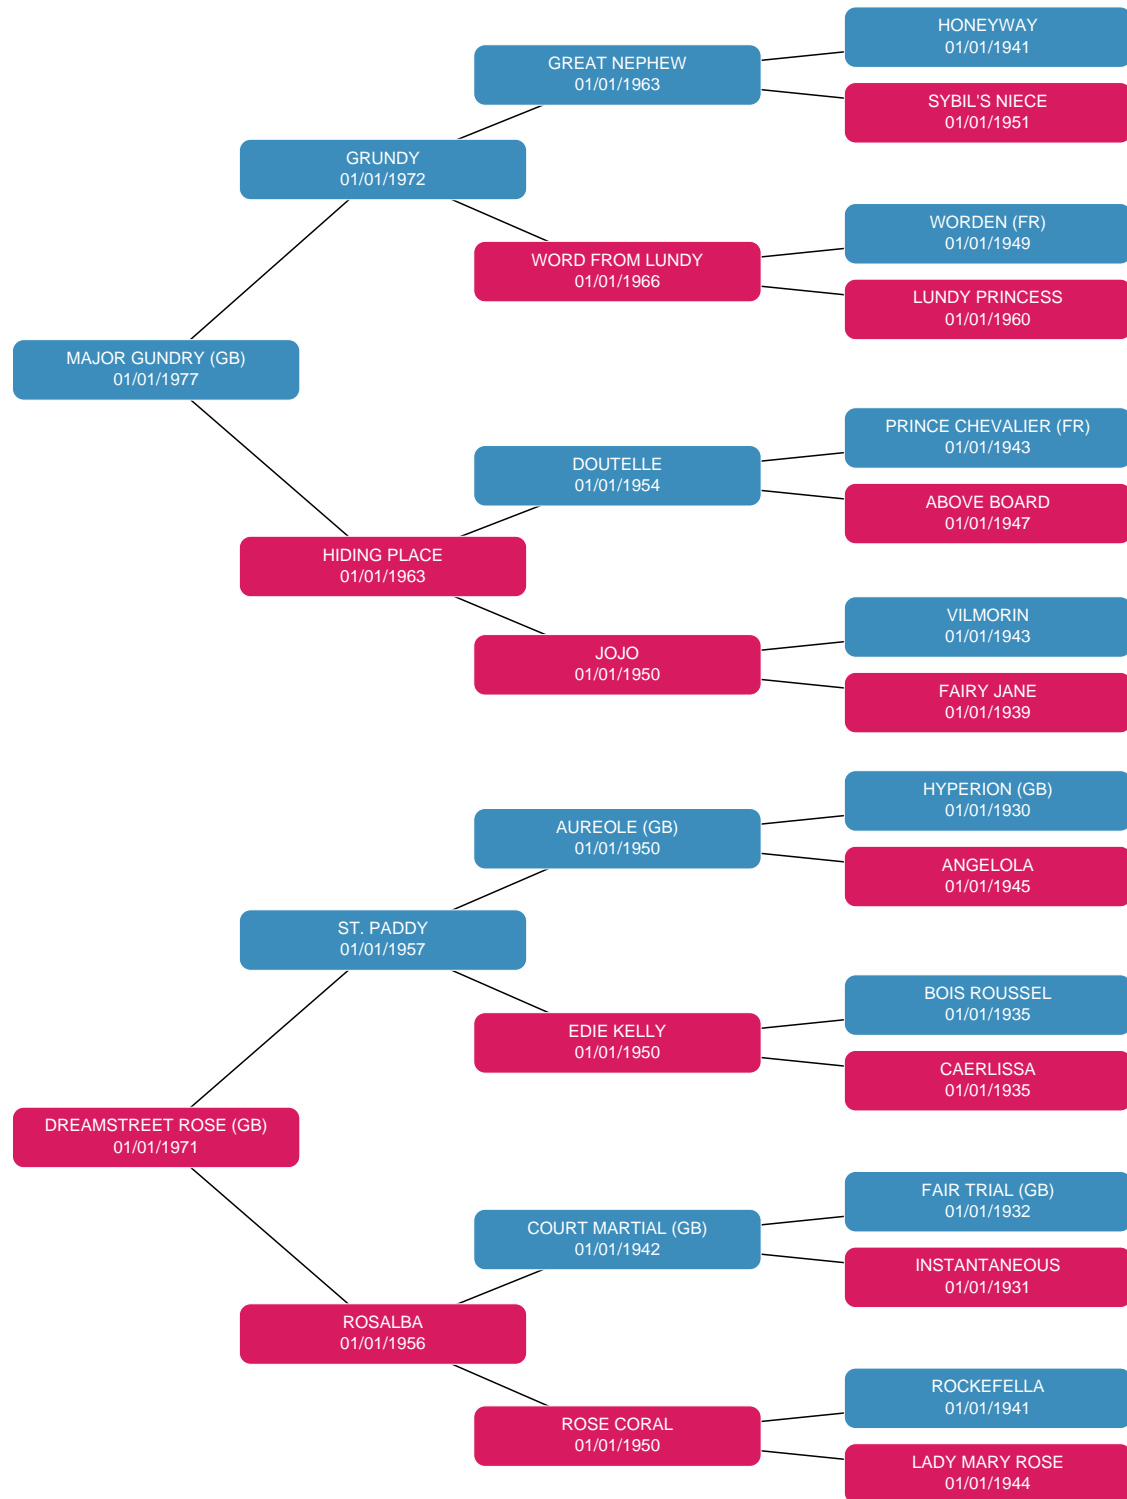 HONEYWAY
01/01/1941
GREAT NEPHEW
01/01/1963
SYBIL'S NIECE
01/01/1951
GRUNDY
01/01/1972
WORDEN (FR)
01/01/1949
WORD FROM LUNDY
01/01/1966
LUNDY PRINCESS
01/01/1960
MAJOR GUNDRY (GB)
01/01/1977
PRINCE CHEVALIER (FR)
01/01/1943
DOUTELLE
01/01/1954
ABOVE BOARD
01/01/1947
HIDING PLACE
01/01/1963
VILMORIN
01/01/1943
JOJO
01/01/1950
FAIRY JANE
01/01/1939
HYPERION (GB)
01/01/1930
AUREOLE (GB)
01/01/1950
ANGELOLA
01/01/1945
ST. PADDY
01/01/1957
BOIS ROUSSEL
01/01/1935
EDIE KELLY
01/01/1950
CAERLISSA
01/01/1935
DREAMSTREET ROSE (GB)
01/01/1971
FAIR TRIAL (GB)
01/01/1932
COURT MARTIAL (GB)
01/01/1942
INSTANTANEOUS
01/01/1931
ROSALBA
01/01/1956
ROCKEFELLA
01/01/1941
ROSE CORAL
01/01/1950
LADY MARY ROSE
01/01/1944